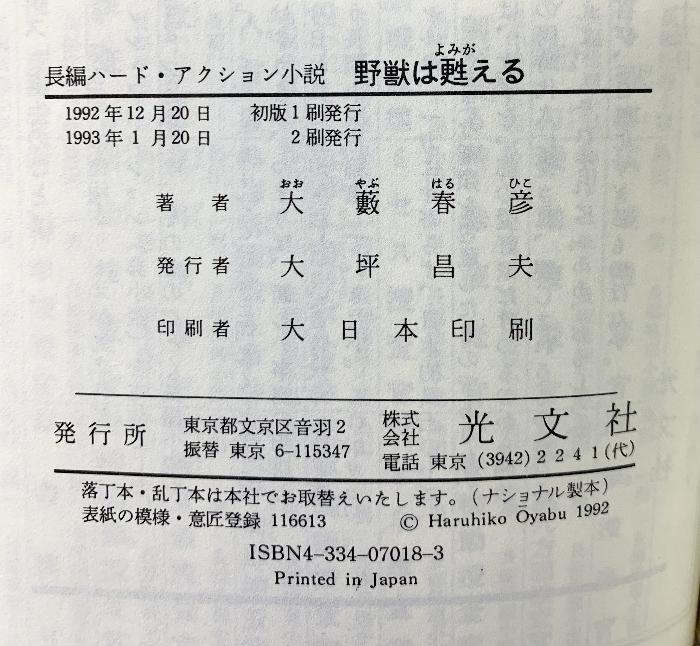 よみが
長編ハード・アクション小説 野獣は甦える
1992年12月20日 初版1刷発行
1993年1月20日 2刷発行
おお やぶ はる ひこ
著者 大藪春彦
発行者 大坪昌夫
印刷者 大日本印刷
発行所 東京都文京区音羽2 株式会社 光文社
振替 東京 6-115347
電話 東京 (3942) 2241(代)
落丁本・乱丁本は本社でお取替えいたします。(ナショナル製本)
表紙の模様・意匠登録 116613 © Haruhiko Ōyabu 1992
ISBN4-334-07018-3
Printed in Japan